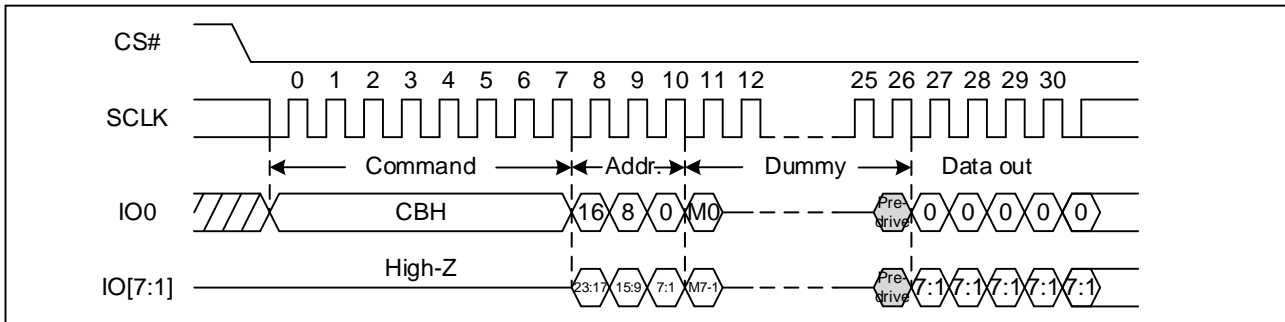 CS#
0 1 2 3 4 5 6 7 8 9 10 11 12 25 26 27 28 29 30
SCLK
Command Addr. Dummy Data out
IO0 CBH 16 8 0 M0 Pre-drive 0 0 0 0 0
High-Z
IO[7:1] 23:17 15:9 7:1 M7-1 Pre-drive 7:1 7:1 7:1 7:1 7:1